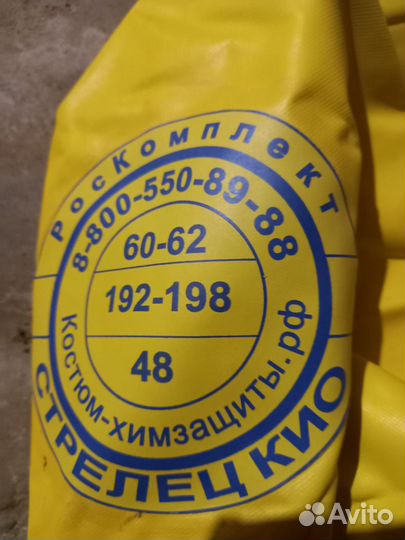 РосКомплект
8-800-550-89-88
60-62
192-198
48
Костюм-химзащиты.рф
СТРЕЛЕЦ КИО
Avito